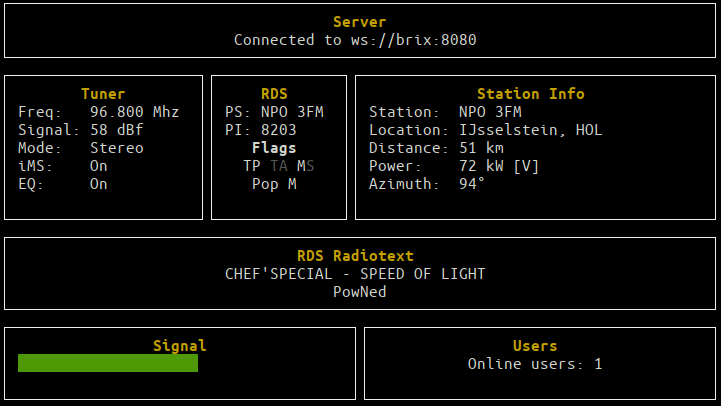 Server
Connected to ws://brix:8080
Tuner
Freq: 96.800 Mhz
Signal: 58 dBf
Mode: Stereo
iMS: On
EQ: On
RDS
PS: NPO 3FM
PI: 8203
Flags
TP TA MS
Pop M
Station Info
Station: NPO 3FM
Location: IJsselstein, HOL
Distance: 51 km
Power: 72 kW [V]
Azimuth: 94°
RDS Radiotext
CHEF'SPECIAL - SPEED OF LIGHT
PowNed
Signal
Users
Online users: 1